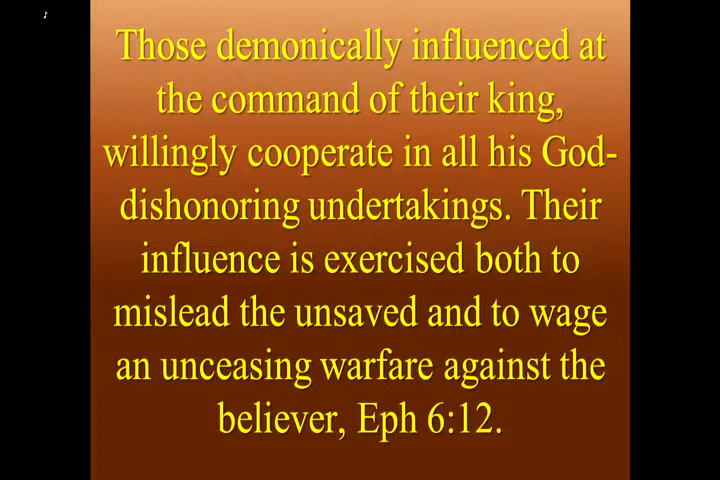 ♪
Those demonically influenced at
the command of their king,
willingly cooperate in all his God-
dishonoring undertakings. Their
influence is exercised both to
mislead the unsaved and to wage
an unceasing warfare against the
believer, Eph 6:12.